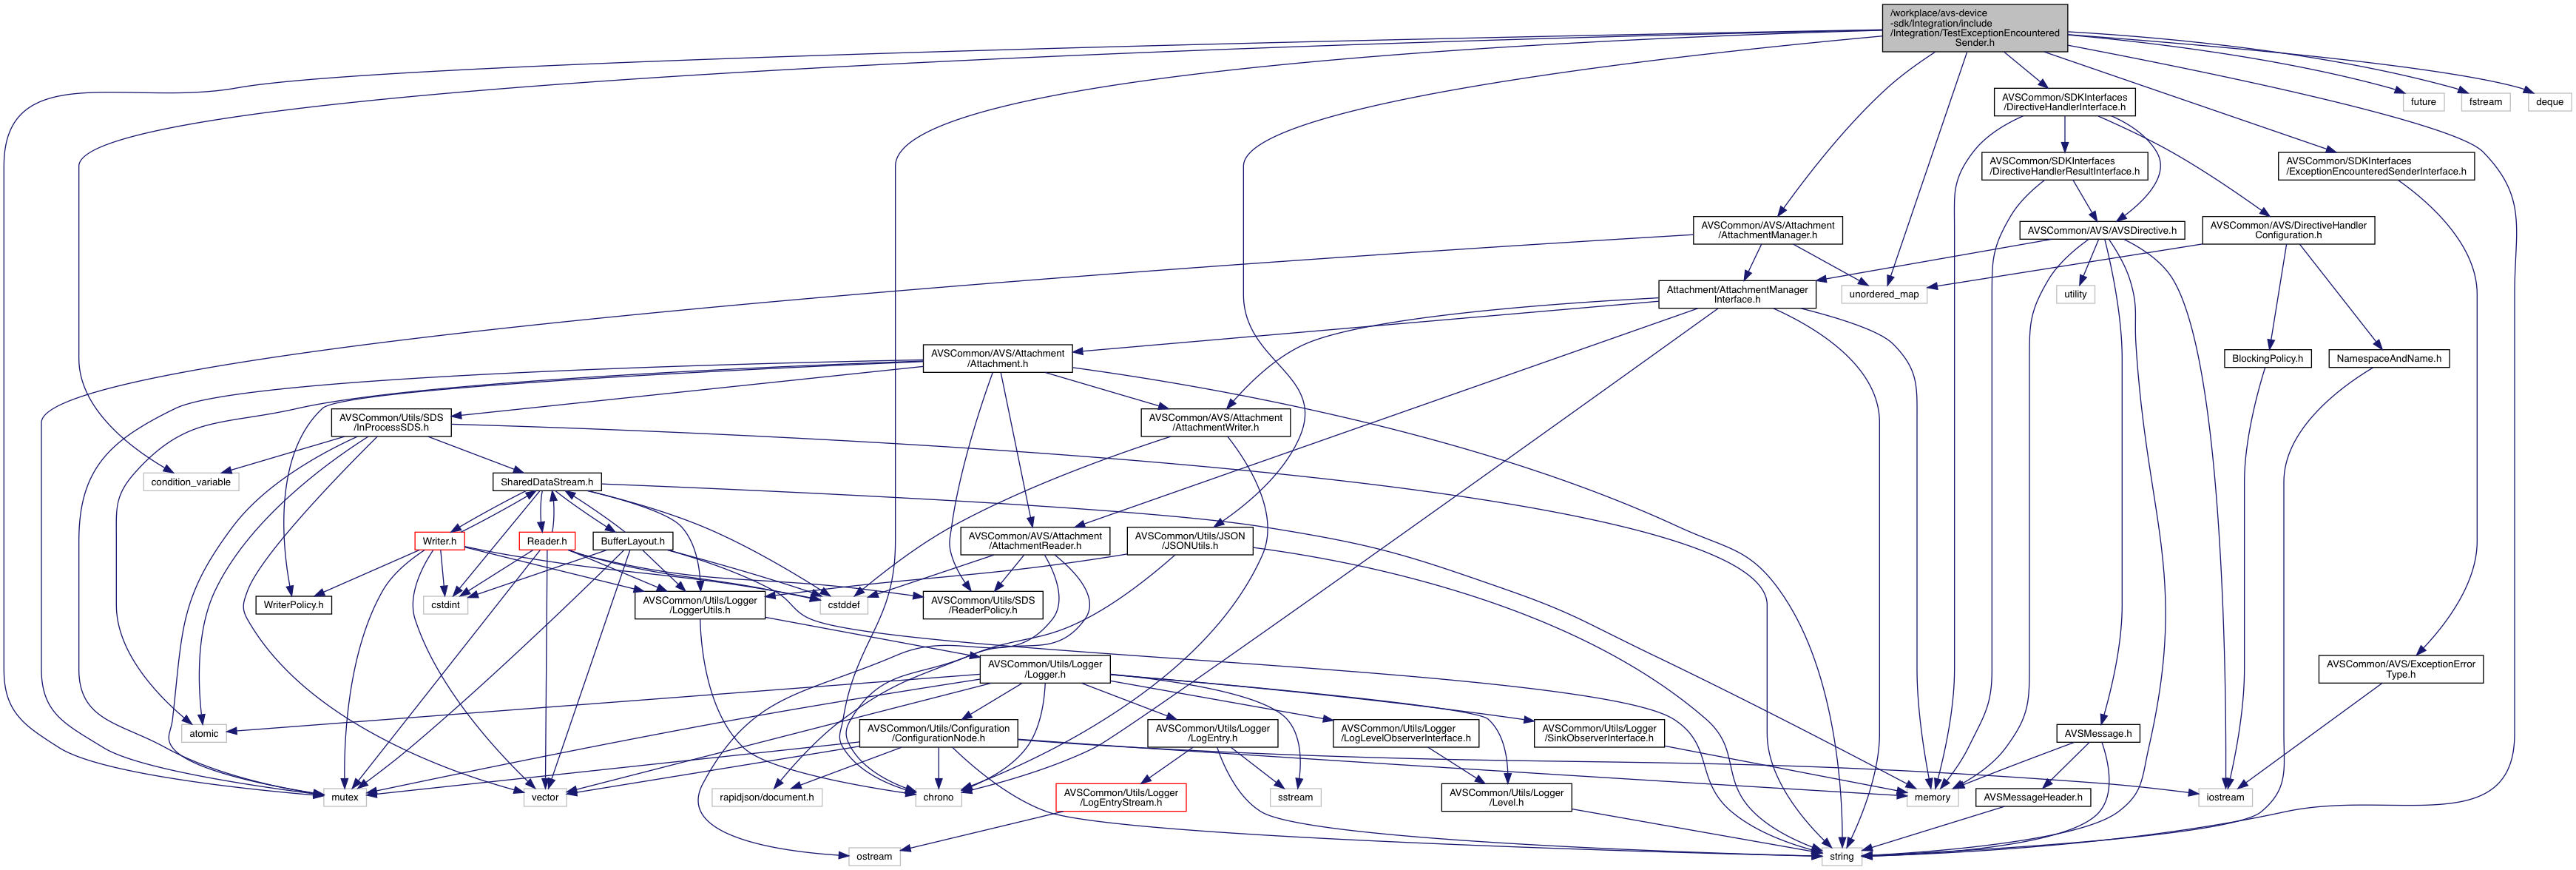 /workplace/avs-device
-sdk/Integration/include
/Integration/TestExceptionEncountered
Sender.h
AVSCommon/SDKInterfaces
/DirectiveHandlerInterface.h
future
fstream
deque
AVSCommon/SDKInterfaces
/DirectiveHandlerResultInterface.h
AVSCommon/SDKInterfaces
/ExceptionEncounteredSenderInterface.h
AVSCommon/AVS/Attachment
/AttachmentManager.h
AVSCommon/AVS/AVSDirective.h
AVSCommon/AVS/DirectiveHandler
Configuration.h
Attachment/AttachmentManager
Interface.h
unordered_map
utility
AVSCommon/AVS/Attachment
/Attachment.h
BlockingPolicy.h
NamespaceAndName.h
AVSCommon/Utils/SDS
/InProcessSDS.h
AVSCommon/AVS/Attachment
/AttachmentWriter.h
condition_variable
SharedDataStream.h
Writer.h
Reader.h
BufferLayout.h
AVSCommon/AVS/Attachment
/AttachmentReader.h
AVSCommon/Utils/JSON
/JSONUtils.h
WriterPolicy.h
cstdint
AVSCommon/Utils/Logger
/LoggerUtils.h
cstddef
AVSCommon/Utils/SDS
/ReaderPolicy.h
AVSCommon/Utils/Logger
/Logger.h
AVSCommon/AVS/ExceptionError
Type.h
atomic
AVSCommon/Utils/Configuration
/ConfigurationNode.h
AVSCommon/Utils/Logger
/LogEntry.h
AVSCommon/Utils/Logger
/LogLevelObserverInterface.h
AVSCommon/Utils/Logger
/SinkObserverInterface.h
AVSMessage.h
mutex
vector
rapidjson/document.h
chrono
AVSCommon/Utils/Logger
/LogEntryStream.h
sstream
AVSCommon/Utils/Logger
/Level.h
memory
AVSMessageHeader.h
iostream
ostream
string